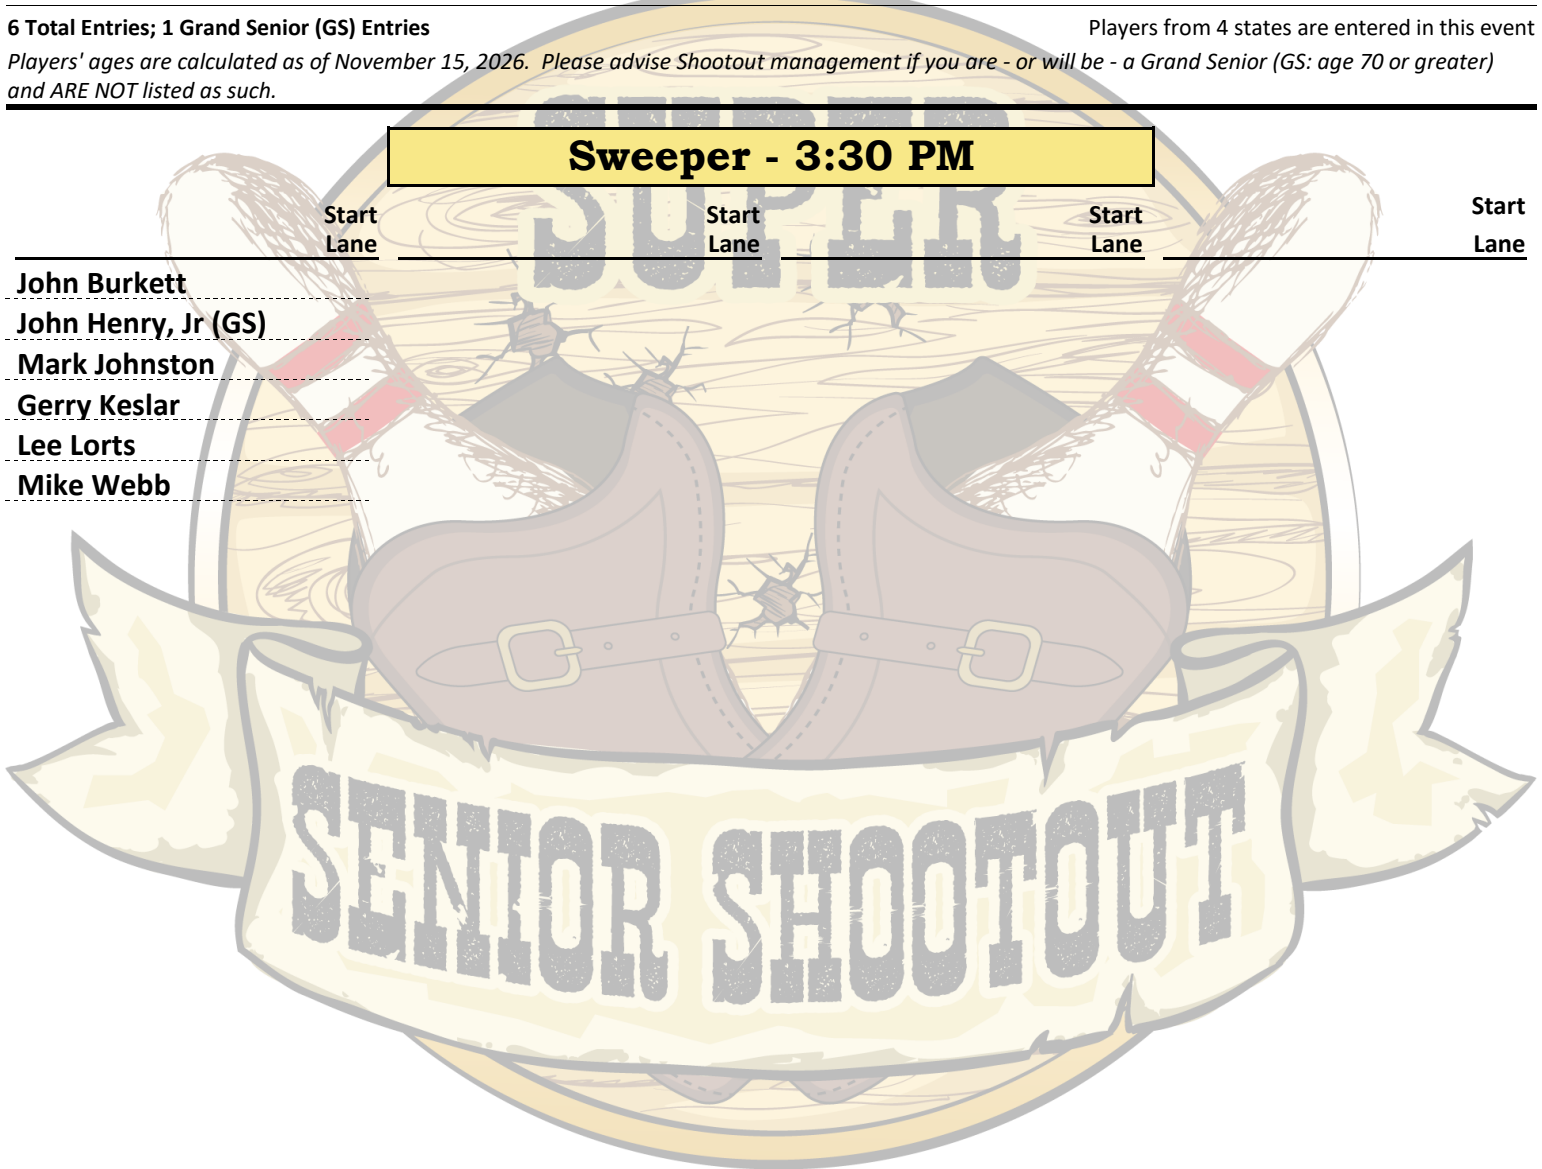 6 Total Entries; 1 Grand Senior (GS) Entries
Players from 4 states are entered in this event
Players' ages are calculated as of November 15, 2026.  Please advise Shootout management if you are - or will be - a Grand Senior (GS: age 70 or greater)
and ARE NOT listed as such.
SUPER
Sweeper - 3:30 PM
SUPER
Start Start Start Start
Lane Lane Lane Lane
John Burkett
John Henry, Jr (GS)
Mark Johnston
Gerry Keslar
Lee Lorts
Mike Webb
SENIOR SHOOTOUT